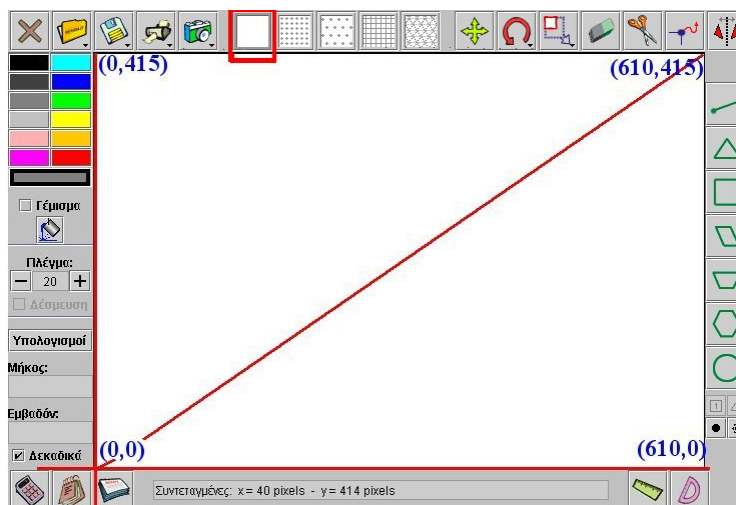 (0,415)
(610,415)
Γέμισμα
Πλέγμα:
20
Δέσμευση
Υπολογισμοί
Μήκος:
Εμβαδόν:
Δεκαδικά
(0,0)
(610,0)
Συντεταγμένες: x = 40 pixels - y = 414 pixels
1